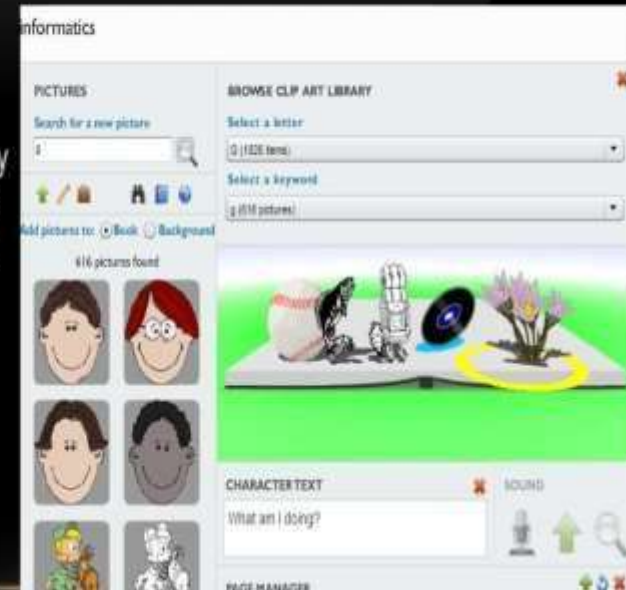 informatics
y
PICTURES
Search for a new picture
Add pictures to: Book Background
616 pictures found
BROWSE CLIP ART LIBRARY
Select a letter
G (1826 items)
Select a keyword
g (616 pictures)
CHARACTER TEXT
What am I doing?
SOUND
PAGE MANAGER